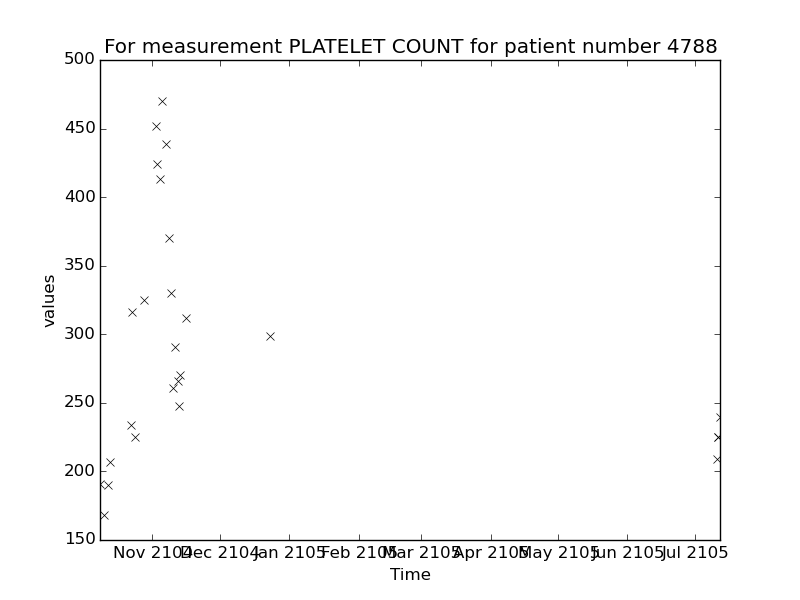 For measurement PLATELET COUNT for patient number 4788
500
450
400
350
300
250
200
150
values
Nov 2104 Dec 2104 Jan 2105 Feb 2105 Mar 2105 Apr 2105 May 2105 Jun 2105 Jul 2105
Time